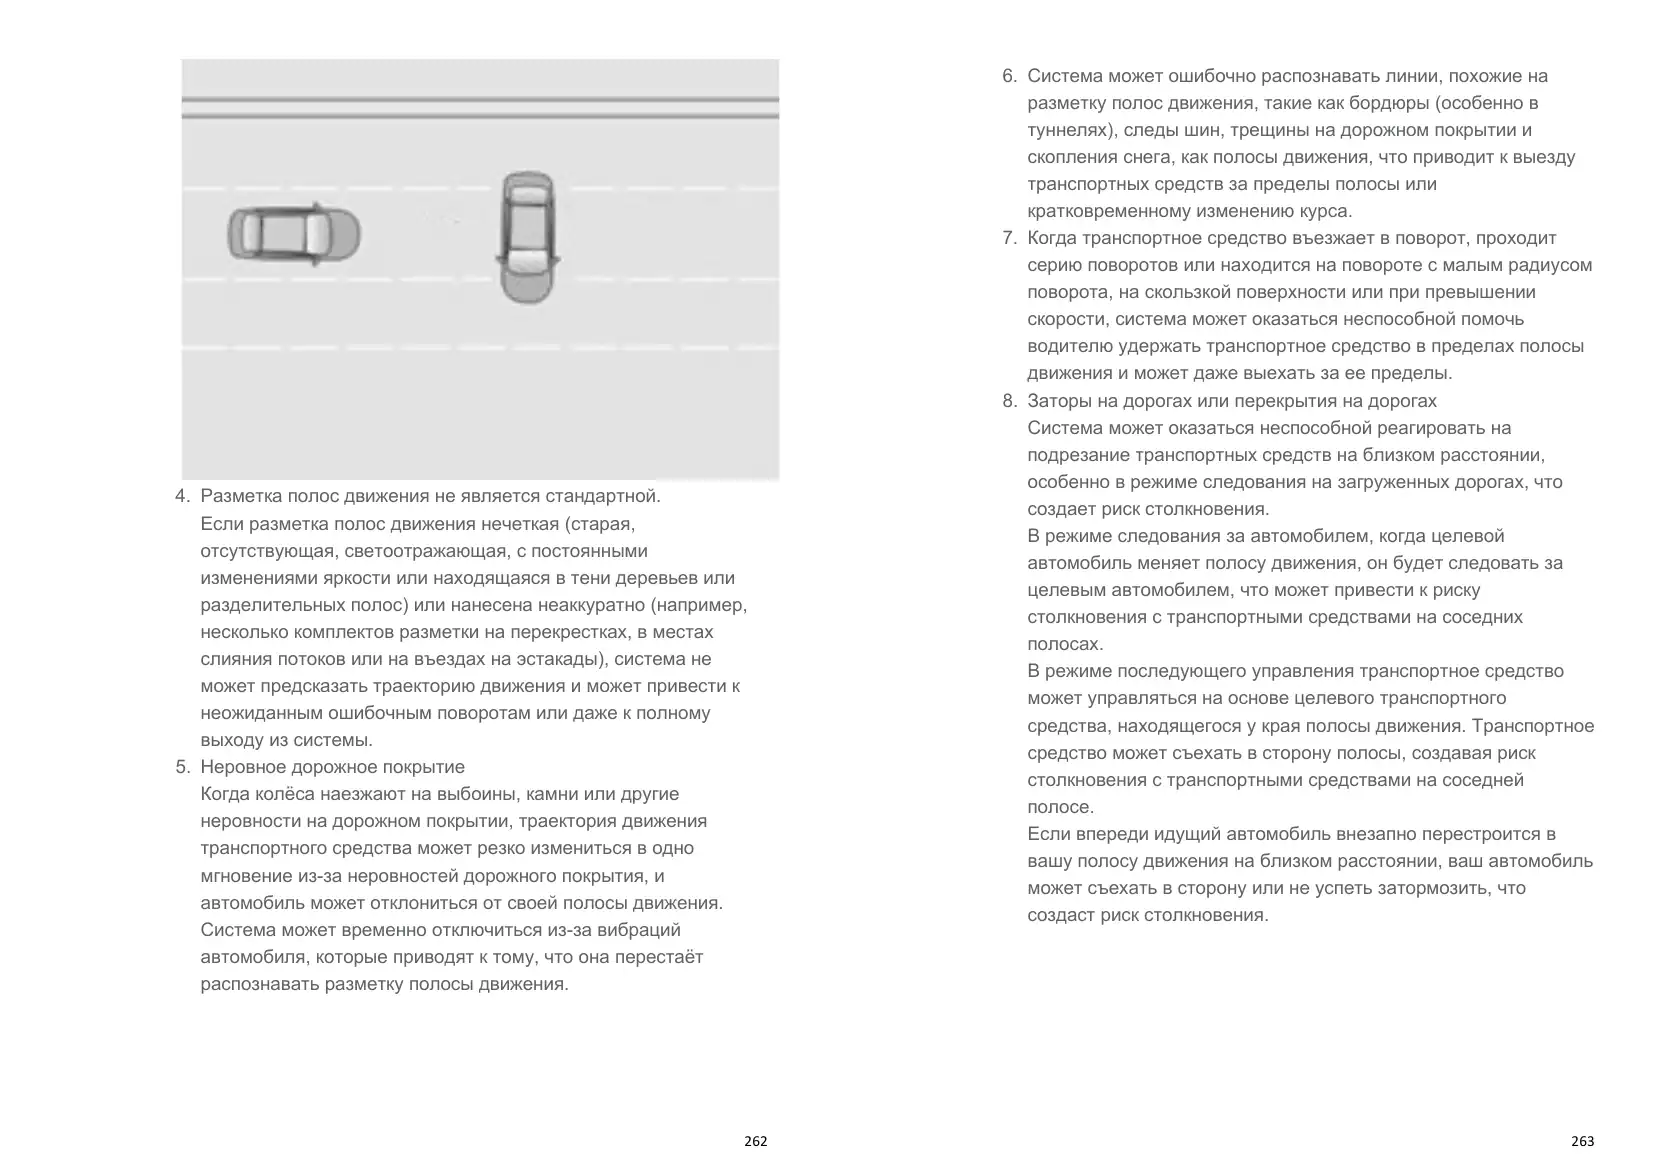 4. Разметка полос движения не является стандартной.
Если разметка полос движения нечеткая (старая,
отсутствующая, светоотражающая, с постоянными
изменениями яркости или находящаяся в тени деревьев или
разделительных полос) или нанесена неаккуратно (например,
несколько комплектов разметки на перекрестках, в местах
слияния потоков или на въездах на эстакады), система не
может предсказать траекторию движения и может привести к
неожиданным ошибочным поворотам или даже к полному
выходу из системы.
5. Неровное дорожное покрытие
Когда колёса наезжают на выбоины, камни или другие
неровности на дорожном покрытии, траектория движения
транспортного средства может резко измениться в одно
мгновение из-за неровностей дорожного покрытия, и
автомобиль может отклониться от своей полосы движения.
Система может временно отключиться из-за вибраций
автомобиля, которые приводят к тому, что она перестаёт
распознавать разметку полосы движения.
262
6. Система может ошибочно распознавать линии, похожие на
разметку полос движения, такие как бордюры (особенно в
туннелях), следы шин, трещины на дорожном покрытии и
скопления снега, как полосы движения, что приводит к выезду
транспортных средств за пределы полосы или
кратковременному изменению курса.
7. Когда транспортное средство въезжает в поворот, проходит
серию поворотов или находится на повороте с малым радиусом
поворота, на скользкой поверхности или при превышении
скорости, система может оказаться неспособной помочь
водителю удержать транспортное средство в пределах полосы
движения и может даже выехать за ее пределы.
8. Заторы на дорогах или перекрытия на дорогах
Система может оказаться неспособной реагировать на
подрезание транспортных средств на близком расстоянии,
особенно в режиме следования на загруженных дорогах, что
создает риск столкновения.
В режиме следования за автомобилем, когда целевой
автомобиль меняет полосу движения, он будет следовать за
целевым автомобилем, что может привести к риску
столкновения с транспортными средствами на соседних
полосах.
В режиме последующего управления транспортное средство
может управляться на основе целевого транспортного
средства, находящегося у края полосы движения. Транспортное
средство может съехать в сторону полосы, создавая риск
столкновения с транспортными средствами на соседней
полосе.
Если впереди идущий автомобиль внезапно перестроится в
вашу полосу движения на близком расстоянии, ваш автомобиль
может съехать в сторону или не успеть затормозить, что
создаст риск столкновения.
263